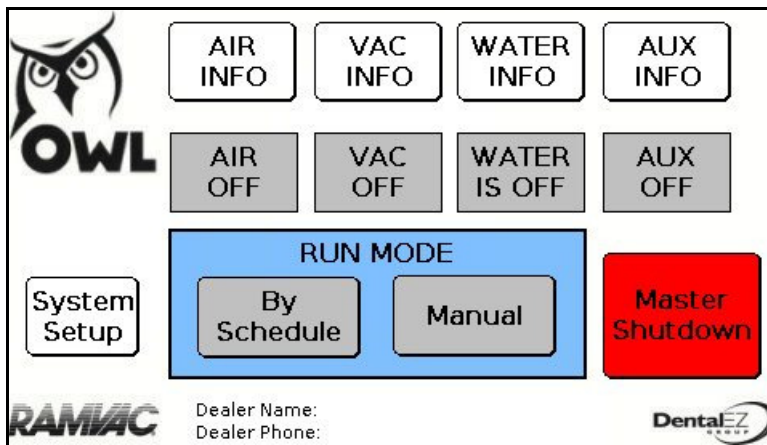 AIR
INFO
VAC
INFO
WATER
INFO
AUX
INFO
OWL
AIR
OFF
VAC
OFF
WATER
IS OFF
AUX
OFF
RUN MODE
System
Setup
By
Schedule
Manual
Master
Shutdown
RAMVAC
Dealer Name:
Dealer Phone:
DentalEZ
GROUP